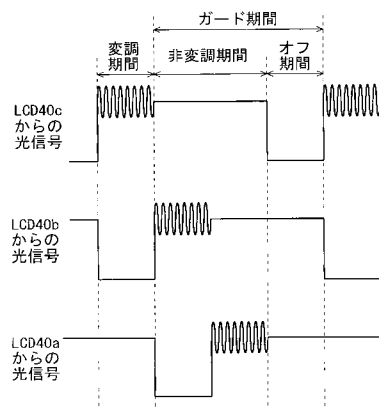 ガード期間
変調
期間
非変調期間
オフ
期間
LCD40c
からの
光信号
LCD40b
からの
光信号
LCD40a
からの
光信号